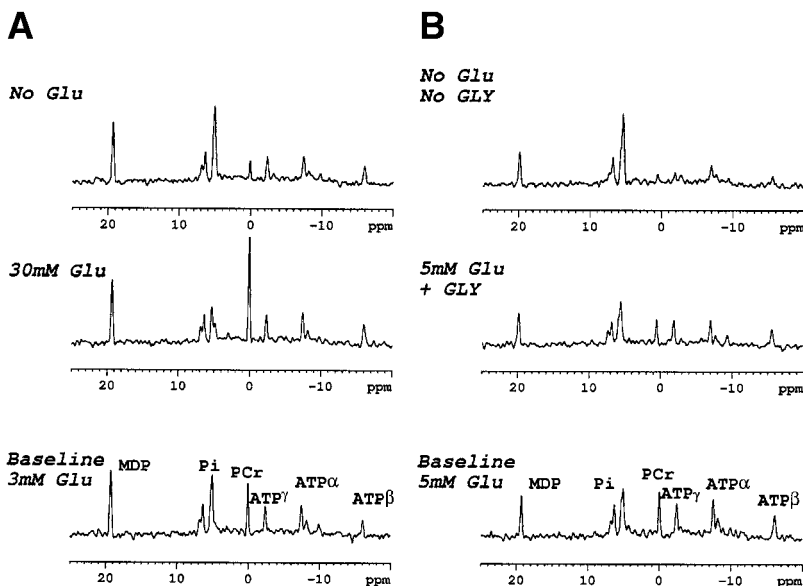 A
B
No Glu
No Glu
No GLY
20 10 0 -10 ppm
20 10 0 -10 ppm
30mM Glu
5mM Glu
+ GLY
20 10 0 -10 ppm
20 10 0 -10 ppm
Baseline
3mM Glu
MDP Pi PCr ATPγ ATPα ATPβ
20 10 0 -10 ppm
Baseline
5mM Glu
MDP Pi PCr ATPγ ATPα ATPβ
20 10 0 -10 ppm